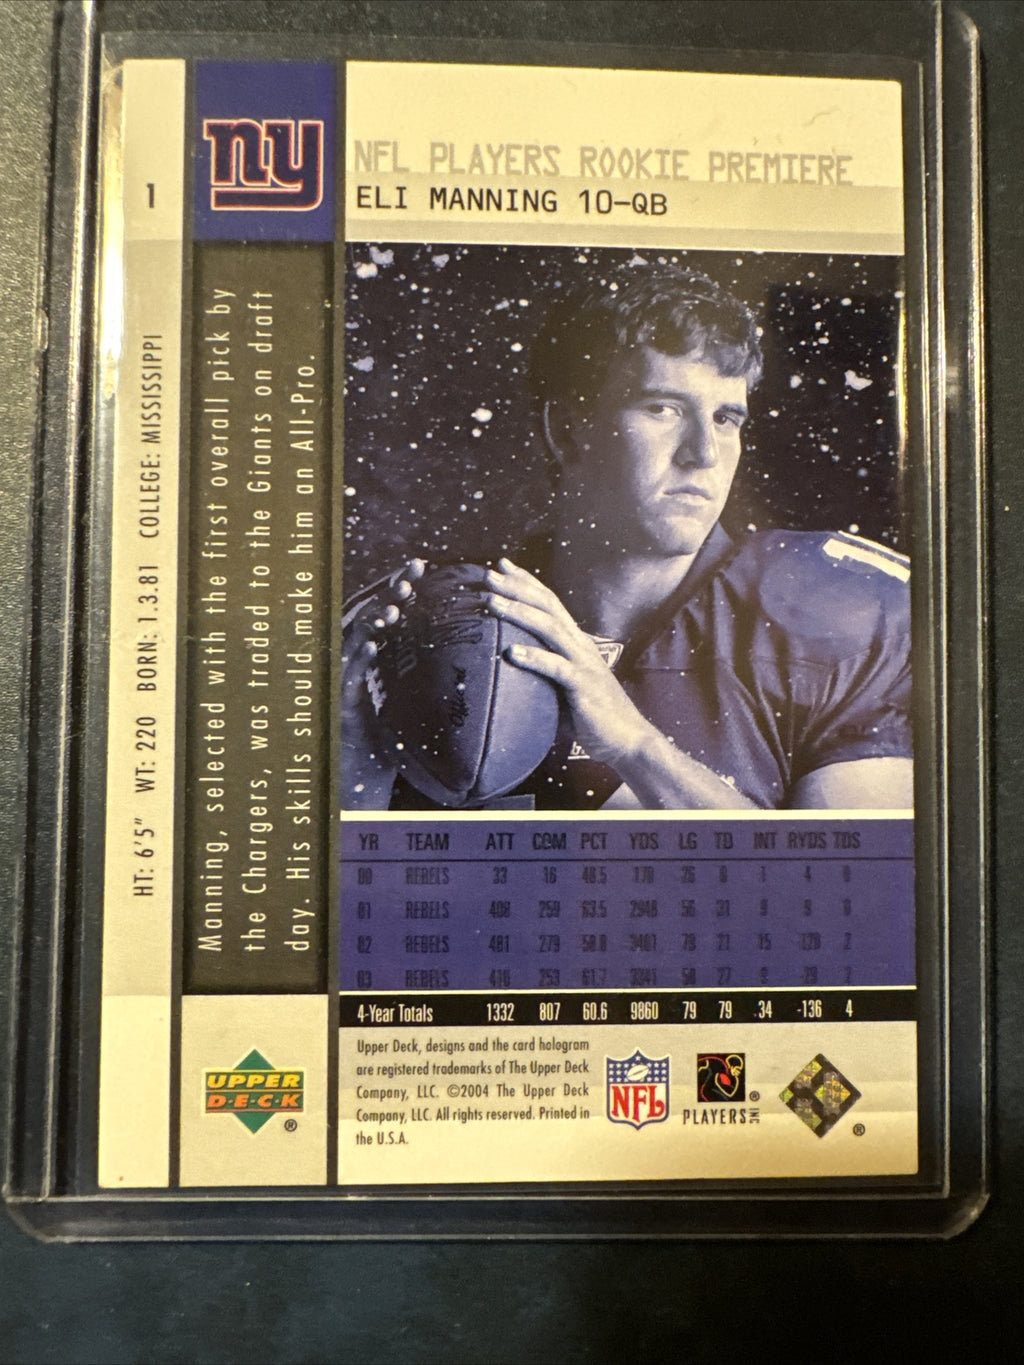 1
ny
NFL PLAYERS ROOKIE PREMIERE
ELI MANNING 10-QB
HT: 6'5" WT: 220 BORN: 1.3.81 COLLEGE: MISSISSIPPI
Manning, selected with the first overall pick by
the Chargers, was traded to the Giants on draft
day. His skills should make him an All-Pro.
YR TEAM ATT COM PCT YDS LG TD INT RYDS TDS
00 REBELS 33 16 48.5 170 25 0 1 4 0
01 REBELS 408 259 63.5 2948 56 31 9 9 0
02 REBELS 481 279 58.0 3401 79 21 15 -120 2
03 REBELS 410 253 61.7 3341 27 9 -29 2
4-Year Totals 1332 807 60.6 9860 79 79 34 -136 4
Upper Deck, designs and the card hologram
are registered trademarks of The Upper Deck
Company, LLC. ©2004 The Upper Deck
Company, LLC. All rights reserved. Printed in
the U.S.A.
UPPER
D·E·C·K
®
NFL
PLAYERS INC
®
®